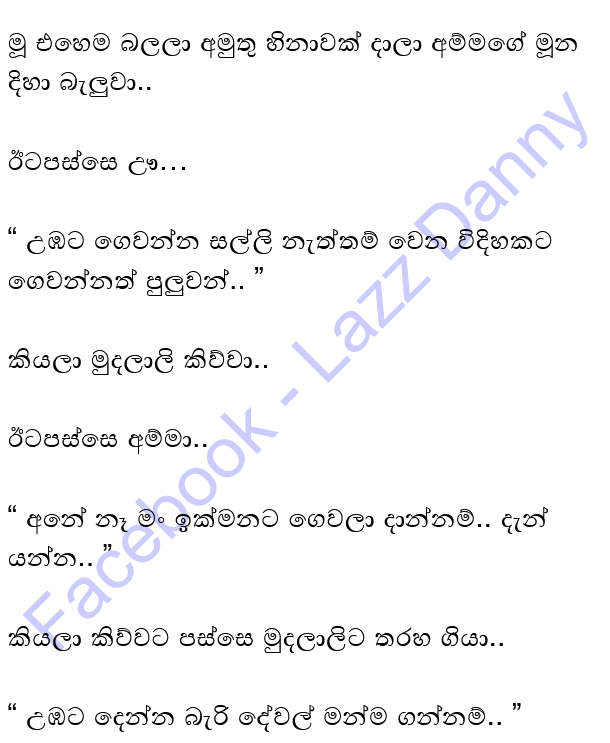 මූ එහෙම බලලා අමුතු හිනාවක් දාලා අම්මගේ මූන
දිහා බැලුවා..
ඊටපස්සෙ ඌ...
“ උඹට ගෙවන්න සල්ලි නැත්තම් වෙන විදිහකට
ගෙවන්නත් පුලුවන්.. ”
කියලා මුදලාලි කිව්වා..
ඊටපස්සෙ අම්මා..
“ අනේ නෑ මං ඉක්මනට ගෙවලා දාන්නම්.. දැන්
යන්න.. ”
කියලා කිව්වට පස්සෙ මුදලාලිට තරහ ගියා..
“ උඹට දෙන්න බැරි දේවල් මන්ම ගන්නම්.. ”
Facebook - Lazz Danny